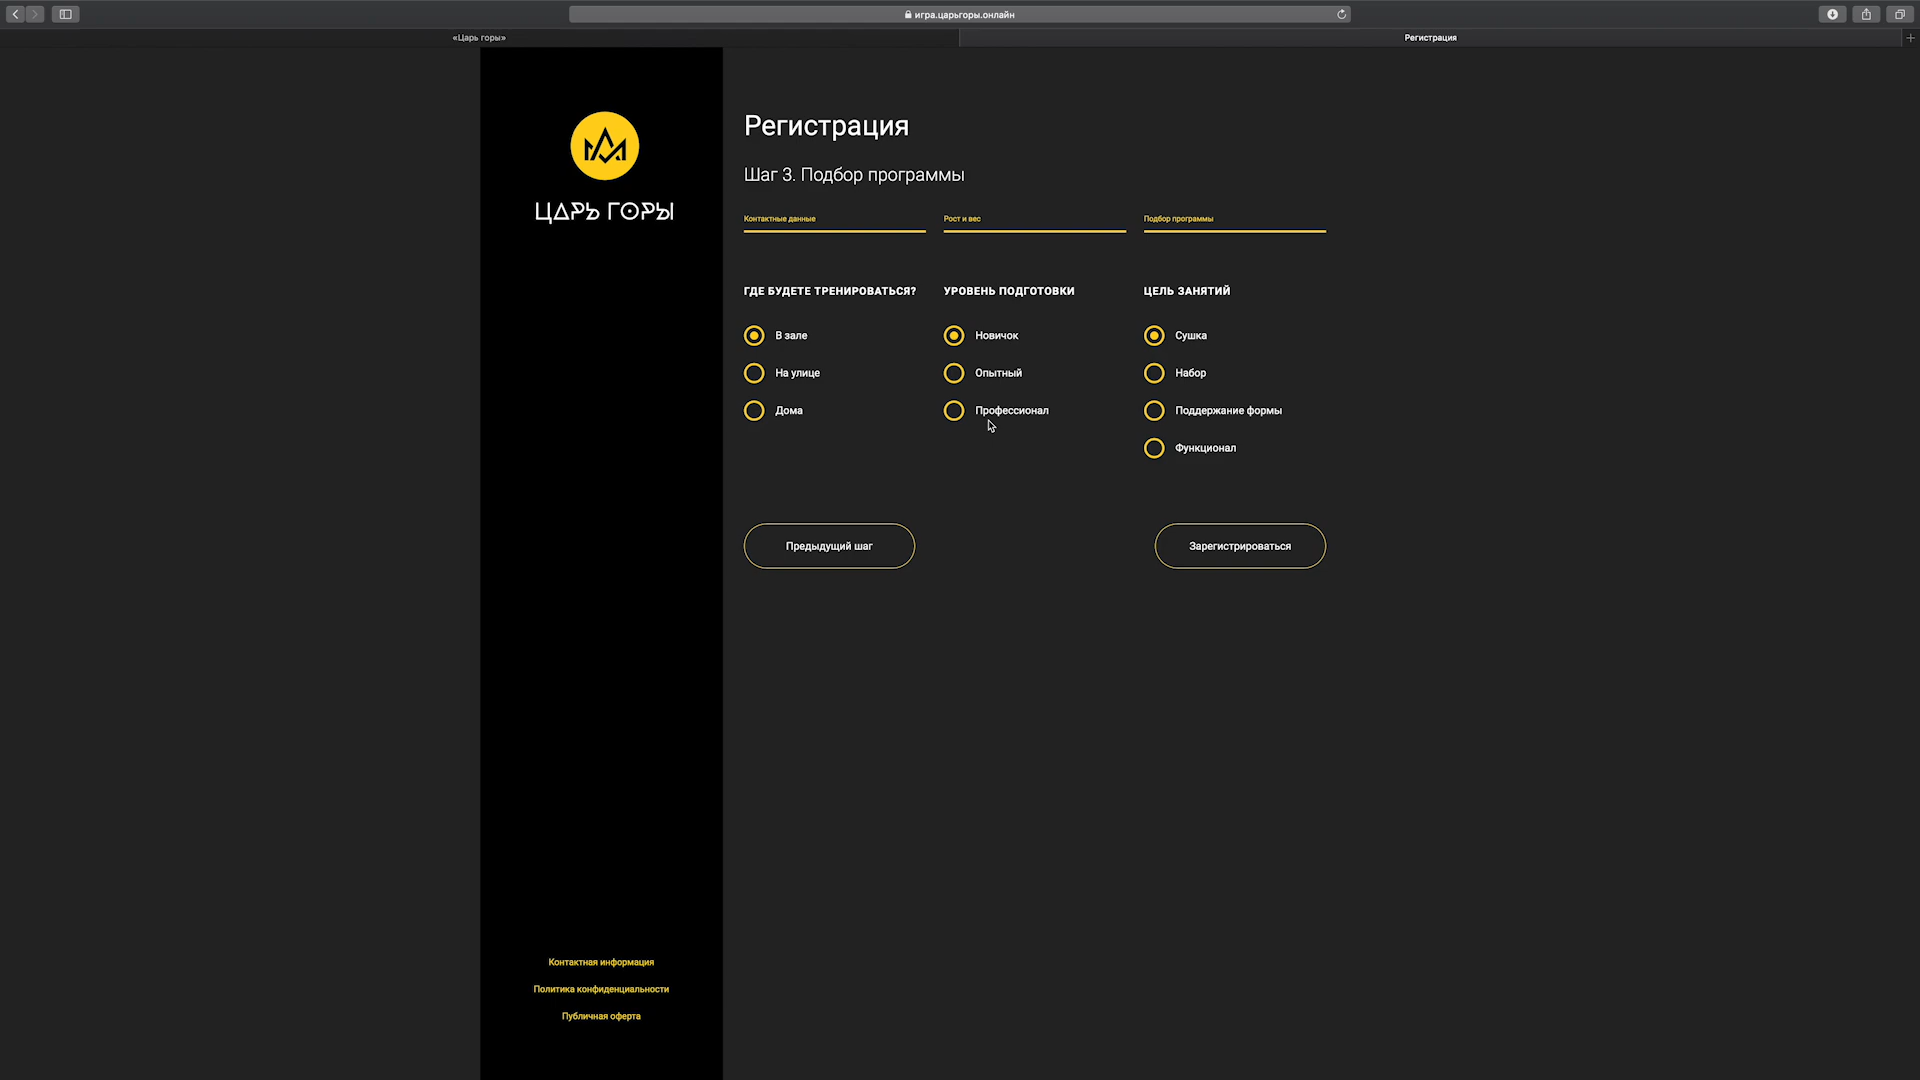 игра.царьгоры.онлайн
«Царь горы»
Регистрация
ЦАРЬ ГОРЫ
Регистрация
Шаг 3. Подбор программы
Контактные данные
Рост и вес
Подбор программы
ГДЕ БУДЕТЕ ТРЕНИРОВАТЬСЯ?
В зале
На улице
Дома
УРОВЕНЬ ПОДГОТОВКИ
Новичок
Опытный
Профессионал
ЦЕЛЬ ЗАНЯТИЙ
Сушка
Набор
Поддержание формы
Функционал
Предыдущий шаг
Зарегистрироваться
Контактная информация
Политика конфиденциальности
Публичная оферта